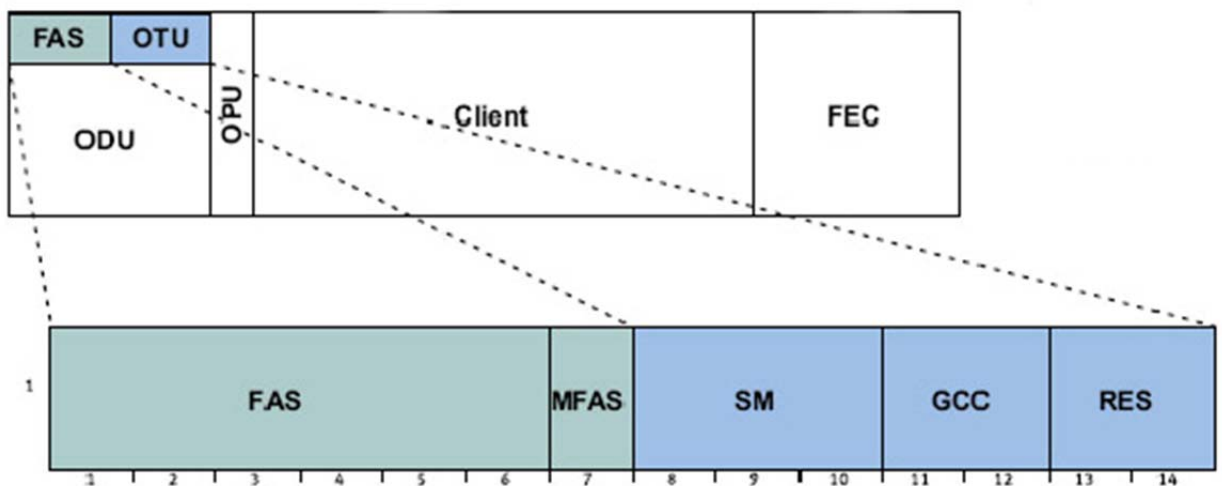 FAS OTU
OPU
Client
FEC
ODU
1
FAS MFAS SM GCC RES
1 2 3 4 5 6 7 8 9 10 11 12 13 14